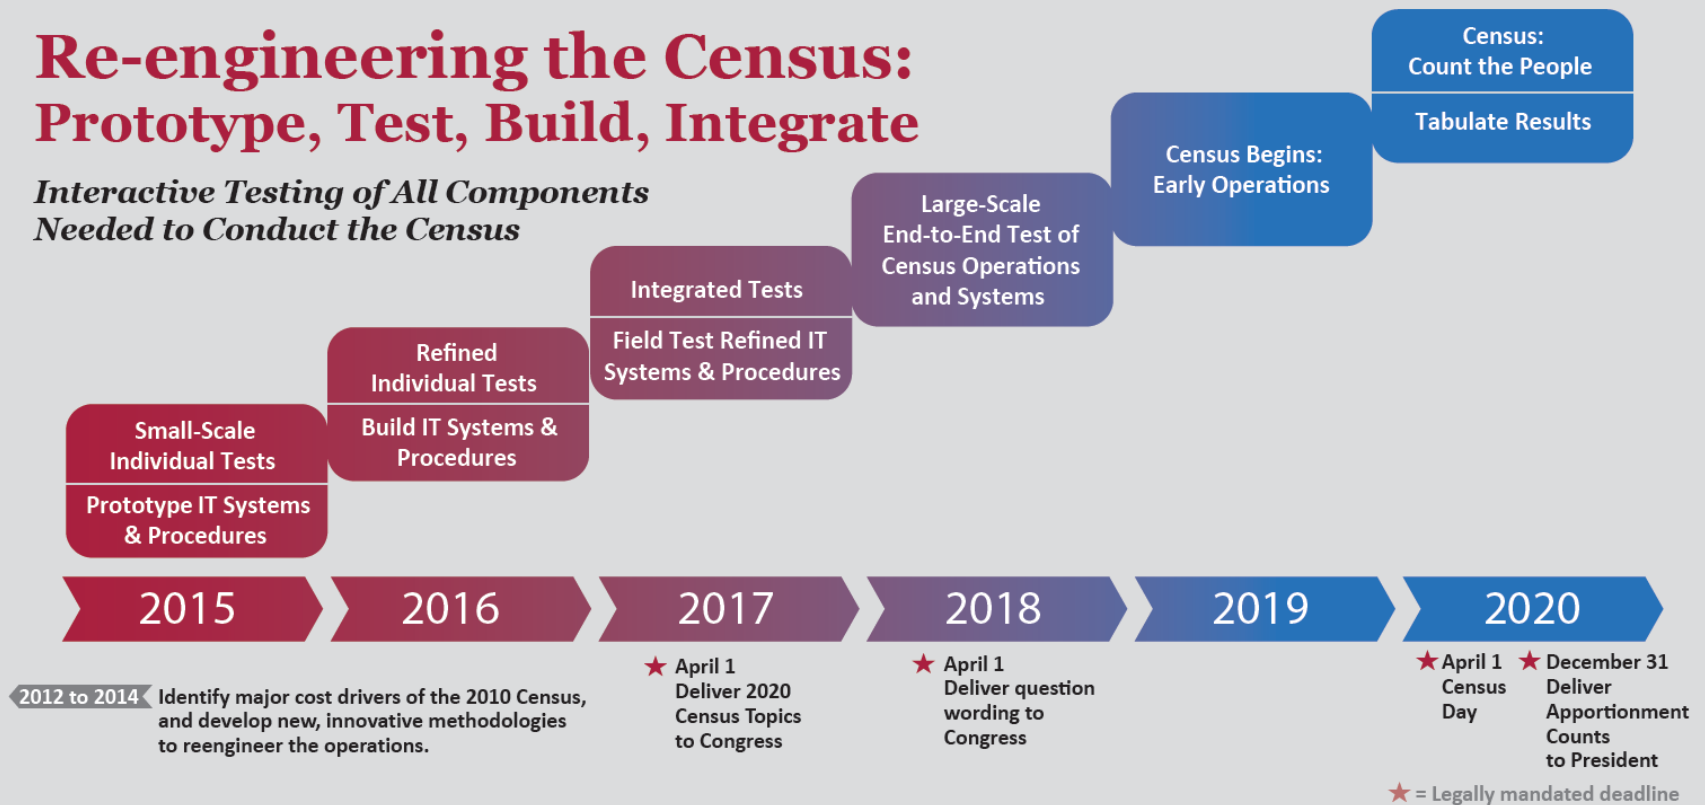 Re-engineering the Census:
Prototype, Test, Build, Integrate
Interactive Testing of All Components
Needed to Conduct the Census
Small-Scale
Individual Tests
Prototype IT Systems
& Procedures
Refined
Individual Tests
Build IT Systems &
Procedures
Integrated Tests
Field Test Refined IT
Systems & Procedures
Large-Scale
End-to-End Test of
Census Operations
and Systems
Census Begins:
Early Operations
Census:
Count the People
Tabulate Results
2015
2016
2017
2018
2019
2020
2012 to 2014
Identify major cost drivers of the 2010 Census,
and develop new, innovative methodologies
to reengineer the operations.
★ April 1
Deliver 2020
Census Topics
to Congress
★ April 1
Deliver question
wording to
Congress
★ April 1
Census
Day
★ December 31
Deliver
Apportionment
Counts
to President
★ = Legally mandated deadline